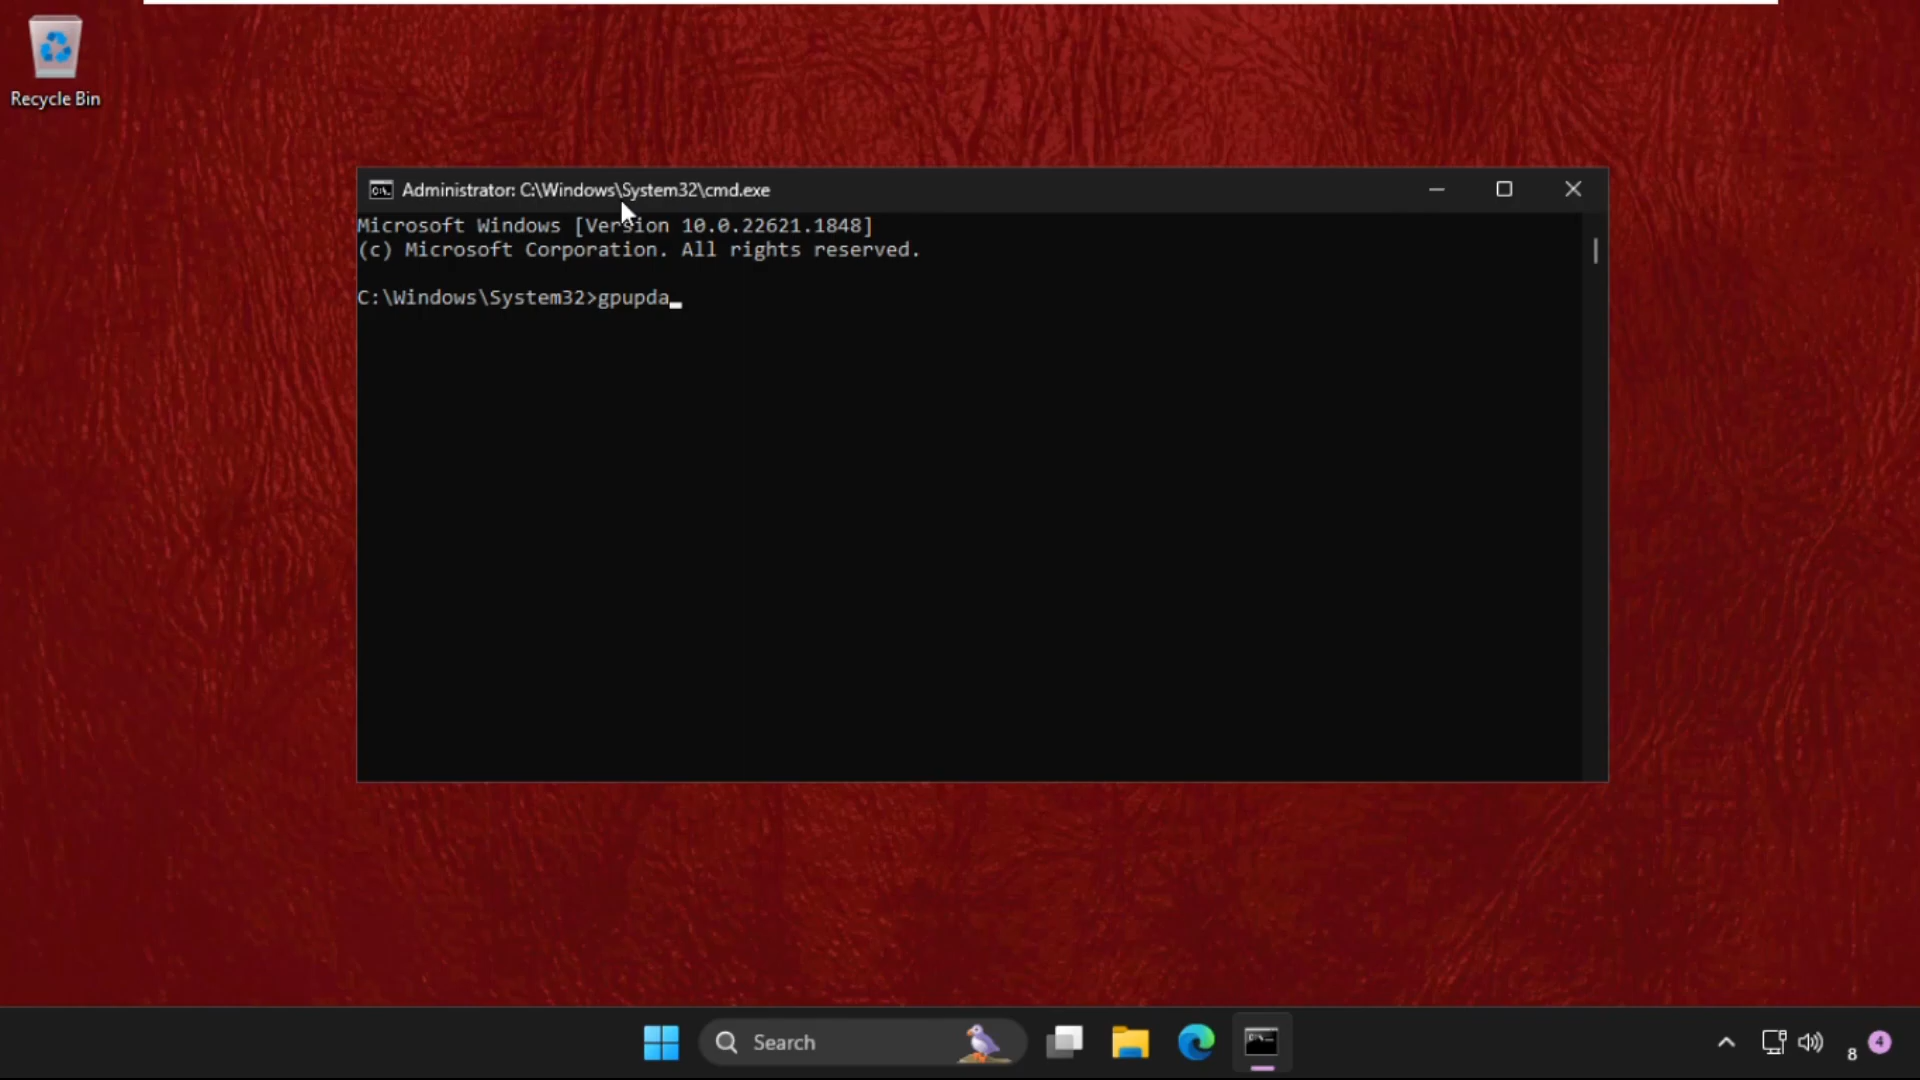 Recycle Bin
Administrator: C:\Windows\System32\cmd.exe
Microsoft Windows [Version 10.0.22621.1848]
(c) Microsoft Corporation. All rights reserved.
C:\Windows\System32>gpupda
Search
8
4